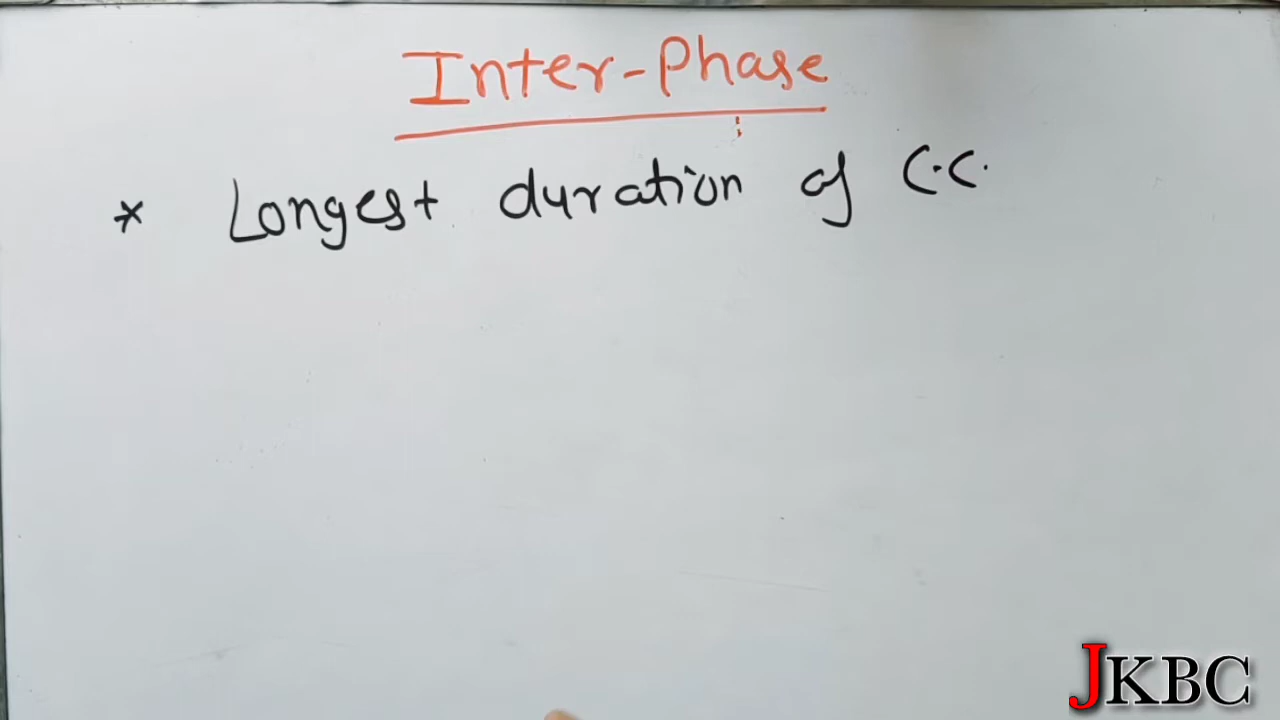 Inter-Phase
* Longest duration of C.C.
JKBC